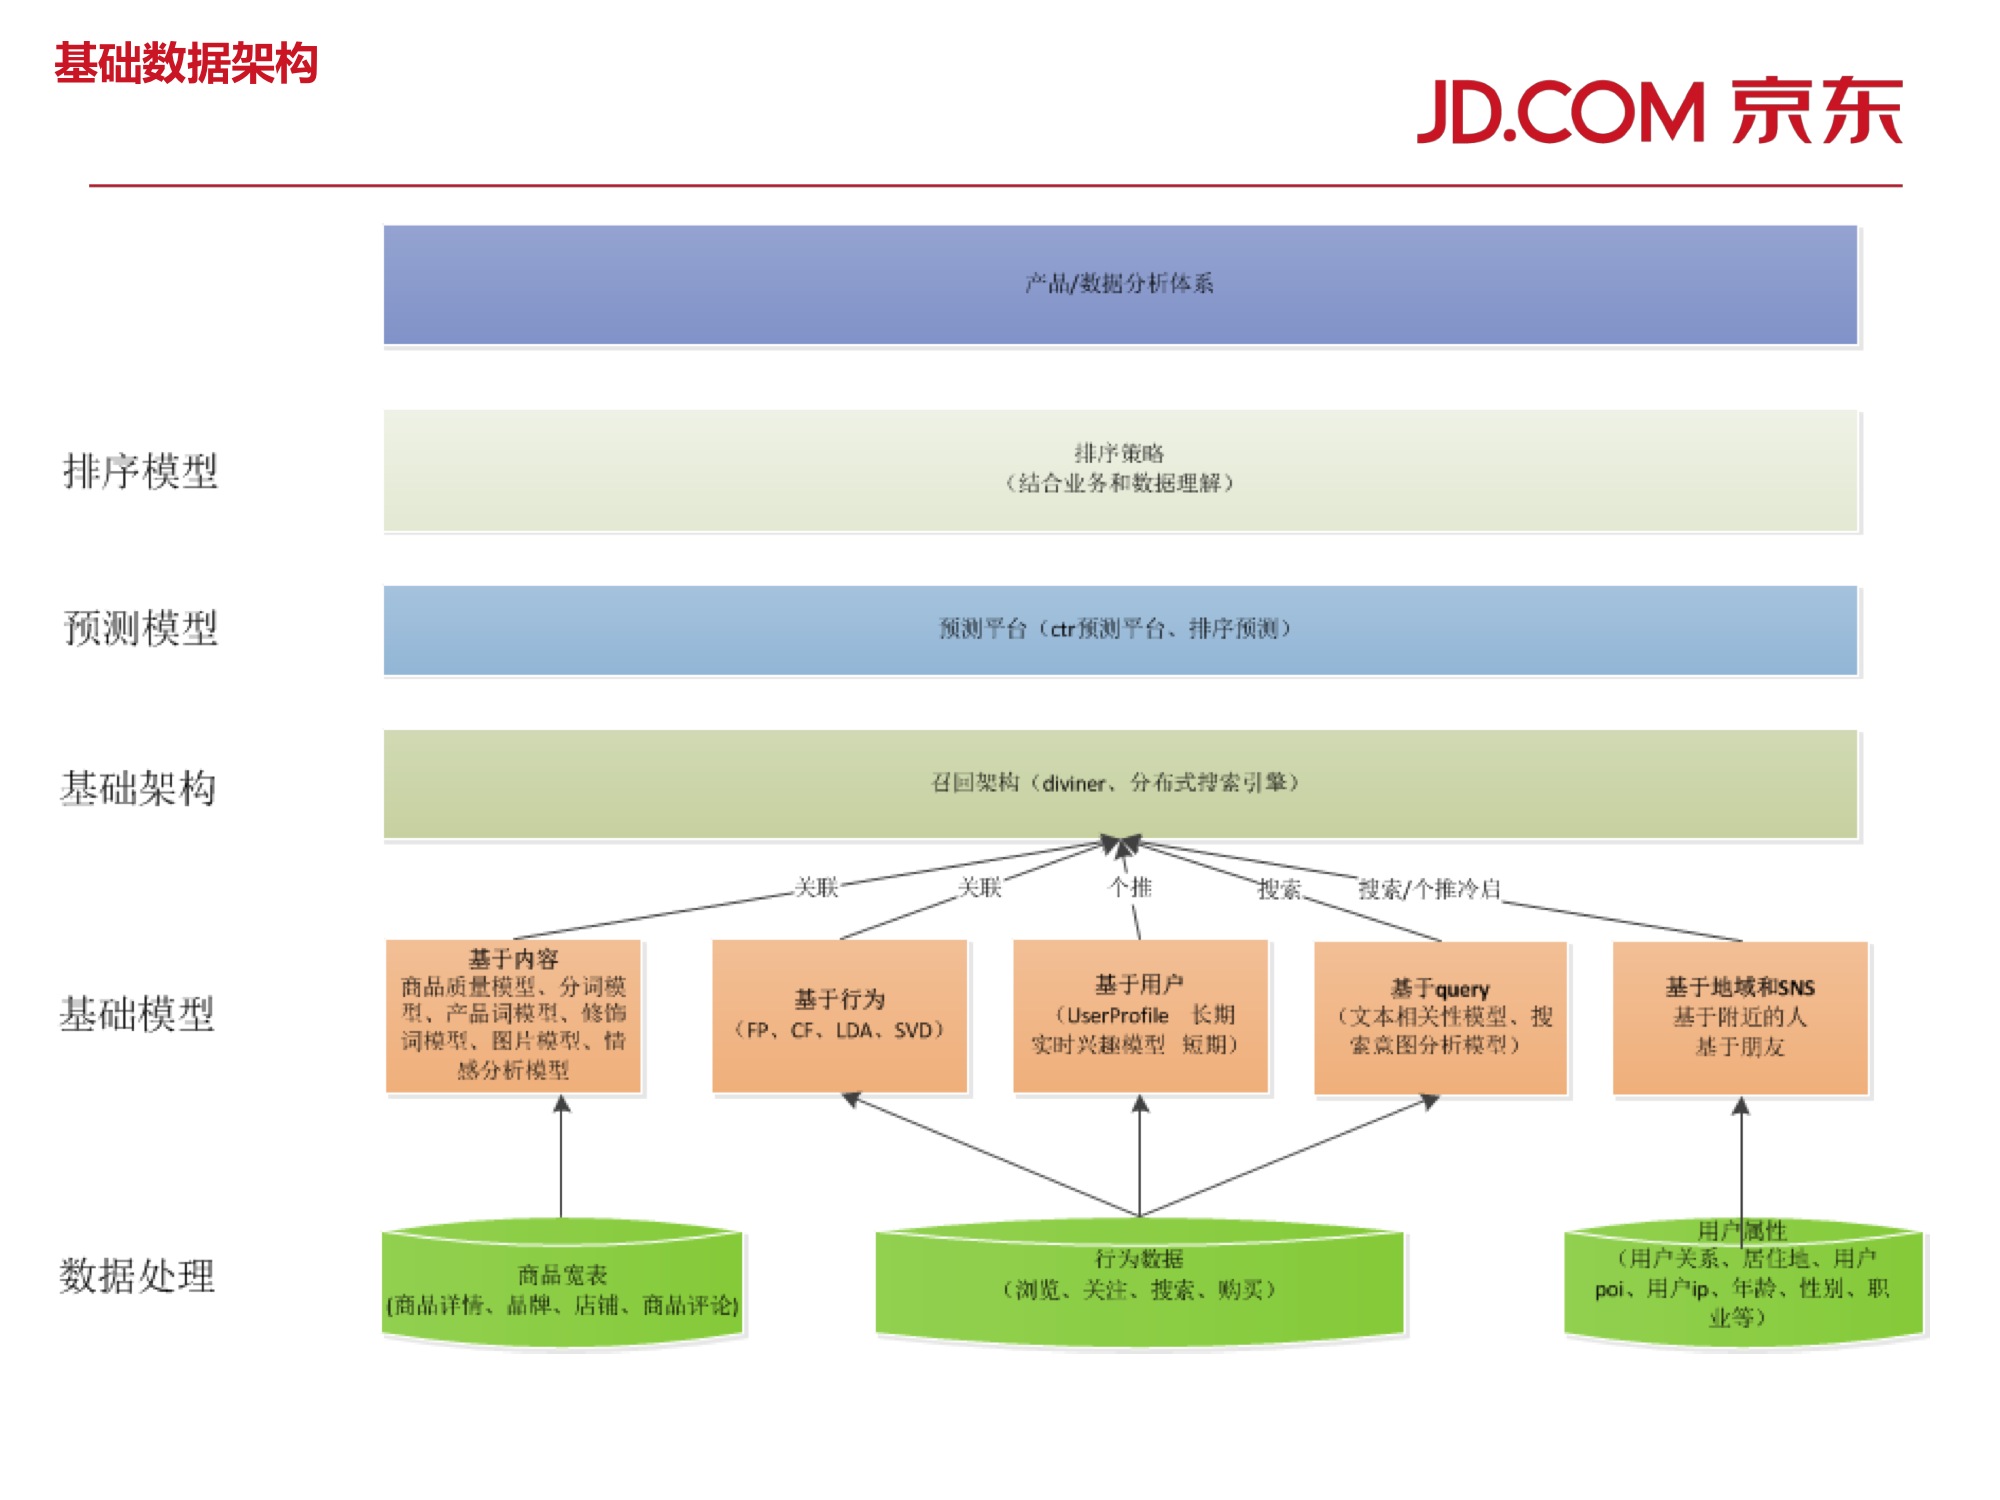 基础数据架构
JD.COM 京东
产品/数据分析体系
排序模型
排序策略
（结合业务和数据理解）
预测模型
预测平台（ctr预测平台、排序预测）
基础架构
召回架构（diviner、分布式搜索引擎）
关联
关联
个推
搜索
搜索/个推冷启
基础模型
基于内容
商品质量模型、分词模
型、产品词模型、修饰
词模型、图片模型、情
感分析模型
基于行为
（FP、CF、LDA、SVD）
基于用户
（UserProfile 长期
实时兴趣模型 短期）
基于query
（文本相关性模型、搜
索意图分析模型）
基于地域和SNS
基于附近的人
基于朋友
数据处理
商品宽表
(商品详情、品牌、店铺、商品评论)
行为数据
（浏览、关注、搜索、购买）
用户属性
（用户关系、居住地、用户
poi、用户ip、年龄、性别、职
业等）